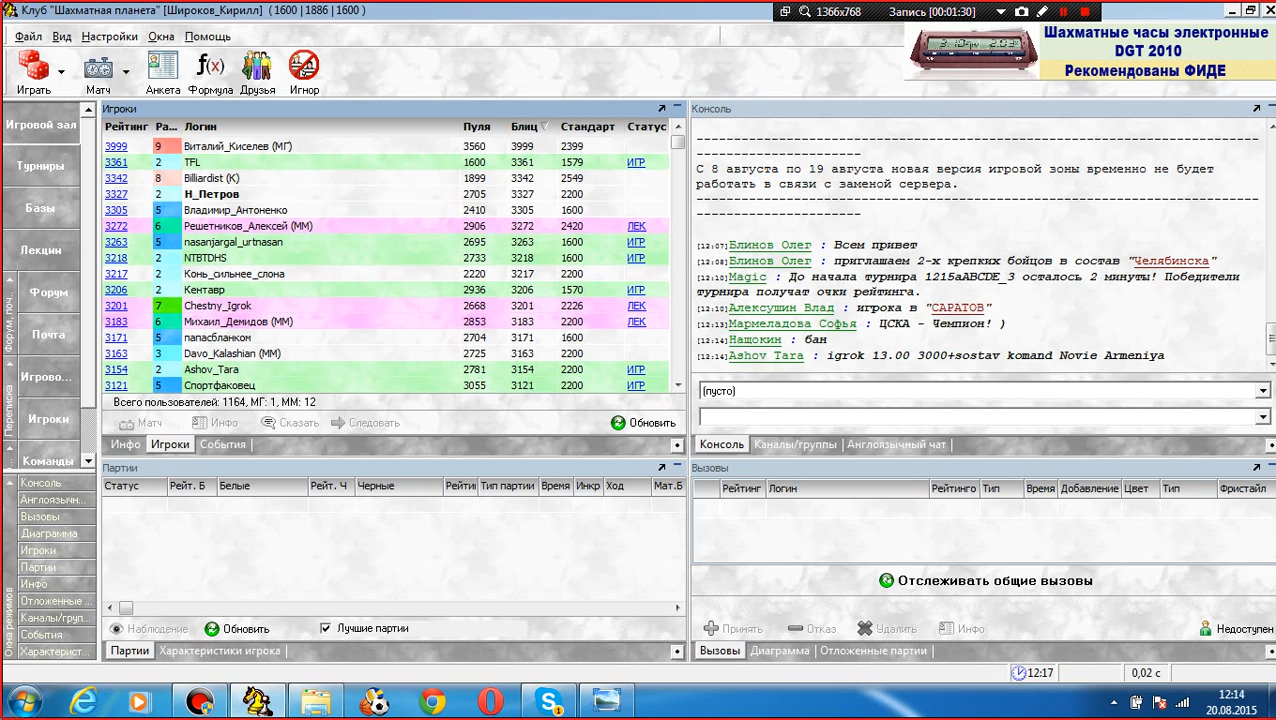 Клуб "Шахматная планета" [Широков_Кирилл] ( 1600 |1886 |1600 )
1366x768 Запись [00:01:30]
Файл Вид Настройки Окна Помощь
Шахматные часы электронные
DGT 2010
Рекомендованы ФИДЕ
Играть Матч Анкета Формула Друзья Игнор
f(x)
Игровой зал
Турниры
Базы
Лекции
Форум
Почта
Игрово...
Игроки
Команды
Форум, поч...
Переписка
Консоль
Англоязычн...
Вызовы
Диаграмма
Игроки
Партии
Инфо
Отложенные ...
Каналы/груп...
События
Характерист...
Окна режимов
Игроки
Рейтинг Ра... Логин Пуля Блиц Стандарт Статус
3999 9 Виталий_Киселев (МГ) 3560 3999 2399
3361 2 TFL 1600 3361 1579 ИГР
3342 8 Billiardist (К) 1899 3342 2549
3327 2 Н_Петров 2705 3327 2200
3305 5 Владимир_Антоненко 2410 3305 1600
3272 6 Решетников_Алексей (ММ) 2906 3272 2420 ЛЕК
3263 5 nasanjargal_urtnasan 2695 3263 1600 ИГР
3218 2 NTBTDHS 2733 3218 1600 ИГР
3217 2 Конь_сильнее_слона 2220 3217 2200
3206 2 Кентавр 2936 3206 1570 ИГР
3201 7 Chestny_Igrok 2668 3201 2226 ЛЕК
3183 6 Михаил_Демидов (ММ) 2853 3183 2200 ЛЕК
3171 5 папасбланком 2704 3171 1600
3163 3 Davo_Kalashian (ММ) 2725 3163 2200
3154 2 Ashov_Tara 2781 3154 2200 ИГР
3121 5 Спортфаковец 3055 3121 2200 ИГР
Всего пользователей: 1164, МГ: 1, ММ: 12
Матч Инфо Сказать Следовать Обновить
Инфо Игроки События
Консоль
С 8 августа по 19 августа новая версия игровой зоны временно не будет
работать в связи с заменой сервера.
[12:07]Блинов Олег : Всем привет
[12:08]Блинов Олег : приглашаем 2-х крепких бойцов в состав "Челябинска"
[12:10]Magic : До начала турнира 1215aABCDE_3 осталось 2 минуты! Победители
турнира получат очки рейтинга.
[12:10]Алексушин Влад : игрока в "САРАТОВ"
[12:13]Мармеладова Софья : ЦСКА - Чемпион! )
[12:14]Нащокин : бан
[12:14]Ashov Tara : igrok 13.00 3000+sostav komand Novie Armeniya
(пусто)
Консоль Каналы/группы Англоязычный чат
Партии
Статус Рейт. Б Белые Рейт. Ч Черные Рейти Тип партии Время Инкр Ход Мат.Б
Наблюдение Обновить Лучшие партии
Партии Характеристики игрока
Вызовы
Рейтинг Логин Рейтинго Тип Время Добавление Цвет Тип Фристайл
Отслеживать общие вызовы
Принять Отказ Удалить Инфо Недоступен
Вызовы Диаграмма Отложенные партии
12:17 0,02 с
12:14
20.08.2015